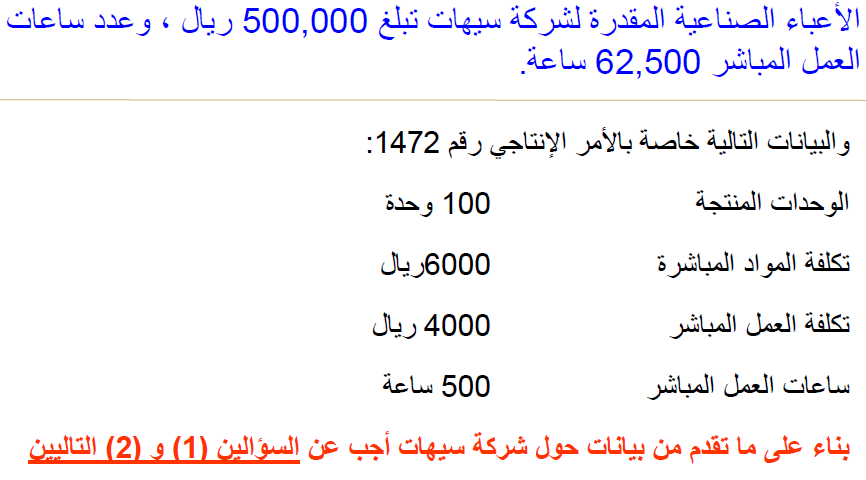 الأعباء الصناعية المقدرة لشركة سيهات تبلغ 500,000 ريال ، وعدد ساعات
العمل المباشر 62,500 ساعة.
والبيانات التالية خاصة بالأمر الإنتاجي رقم 1472:
الوحدات المنتجة 100 وحدة
تكلفة المواد المباشرة 6000ريال
تكلفة العمل المباشر 4000 ريال
ساعات العمل المباشر 500 ساعة
بناء على ما تقدم من بيانات حول شركة سيهات أجب عن السؤالين (1) و (2) التاليين